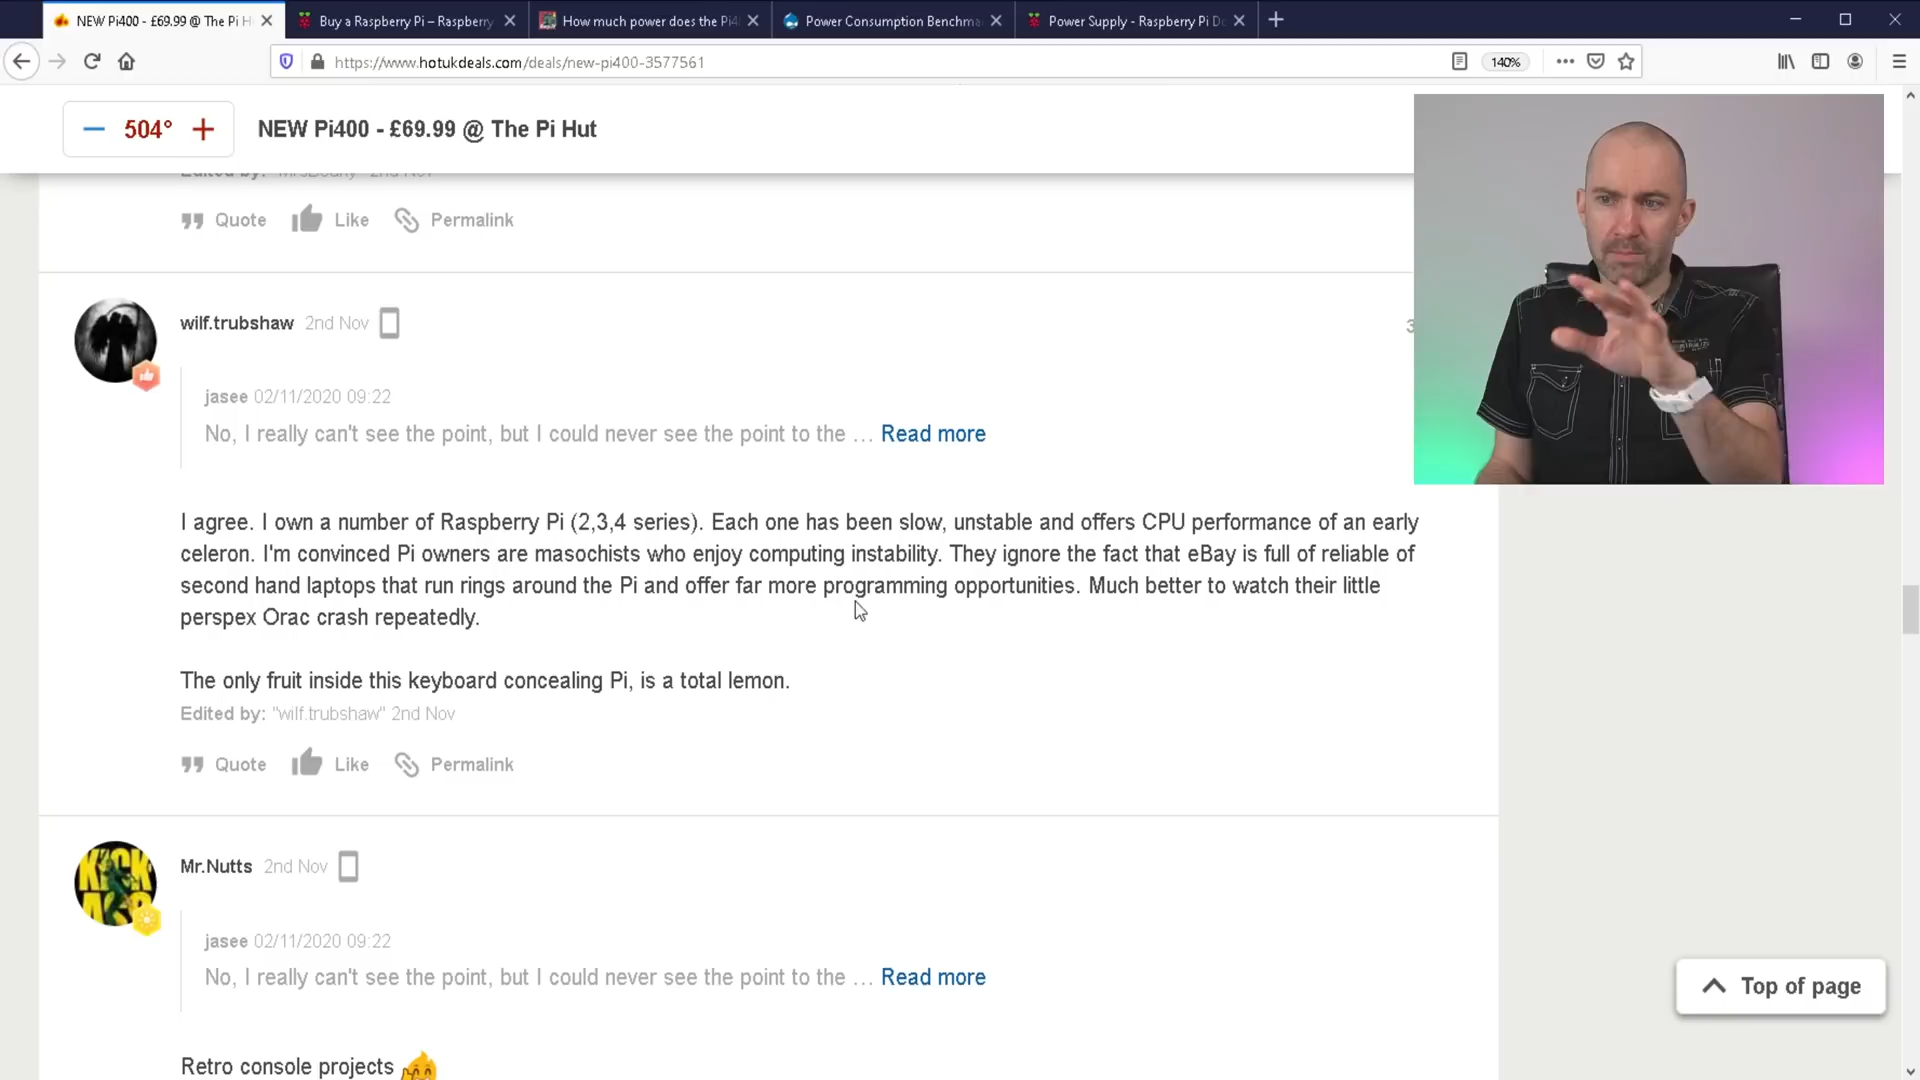 NEW Pi400 - £69.99 @ The Pi H
Buy a Raspberry Pi – Raspberry
How much power does the Pi4
Power Consumption Benchma
Power Supply - Raspberry Pi D
https://www.hotukdeals.com/deals/new-pi400-3577561
140%
504°
NEW Pi400 - £69.99 @ The Pi Hut
Quote Like Permalink
wilf.trubshaw 2nd Nov
3
jasee 02/11/2020 09:22
No, I really can't see the point, but I could never see the point to the … Read more
I agree. I own a number of Raspberry Pi (2,3,4 series). Each one has been slow, unstable and offers CPU performance of an early
celeron. I'm convinced Pi owners are masochists who enjoy computing instability. They ignore the fact that eBay is full of reliable of
second hand laptops that run rings around the Pi and offer far more programming opportunities. Much better to watch their little
perspex Orac crash repeatedly.
The only fruit inside this keyboard concealing Pi, is a total lemon.
Edited by: "wilf.trubshaw" 2nd Nov
Quote Like Permalink
KICK
Mr.Nutts 2nd Nov
jasee 02/11/2020 09:22
No, I really can't see the point, but I could never see the point to the … Read more
Top of page
Retro console projects